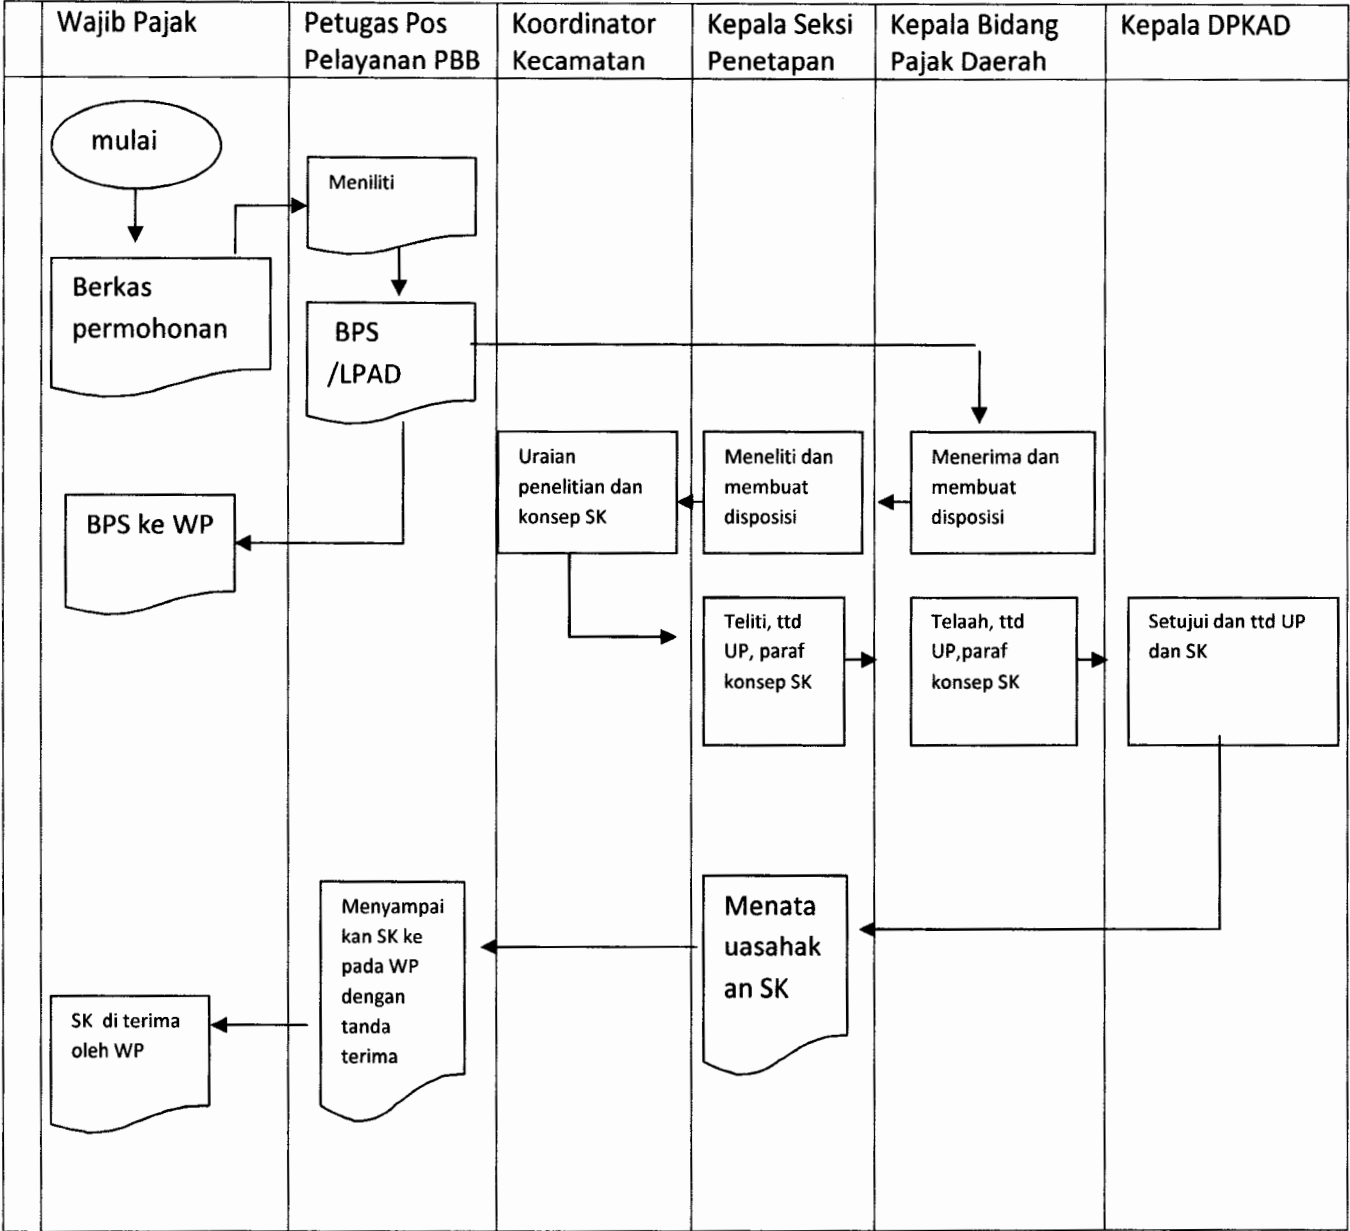 Wajib Pajak
Petugas Pos
Pelayanan PBB
Koordinator
Kecamatan
Kepala Seksi
Penetapan
Kepala Bidang
Pajak Daerah
Kepala DPKAD
mulai
Meniliti
Berkas
permohonan
BPS
/LPAD
Uraian
penelitian dan
konsep SK
Meneliti dan
membuat
disposisi
Menerima dan
membuat
disposisi
BPS ke WP
Teliti, ttd
UP, paraf
konsep SK
Telaah, ttd
UP,paraf
konsep SK
Setujui dan ttd UP
dan SK
Menyampai
kan SK ke
pada WP
dengan
tanda
terima
Menata
uasahak
an SK
SK di terima
oleh WP